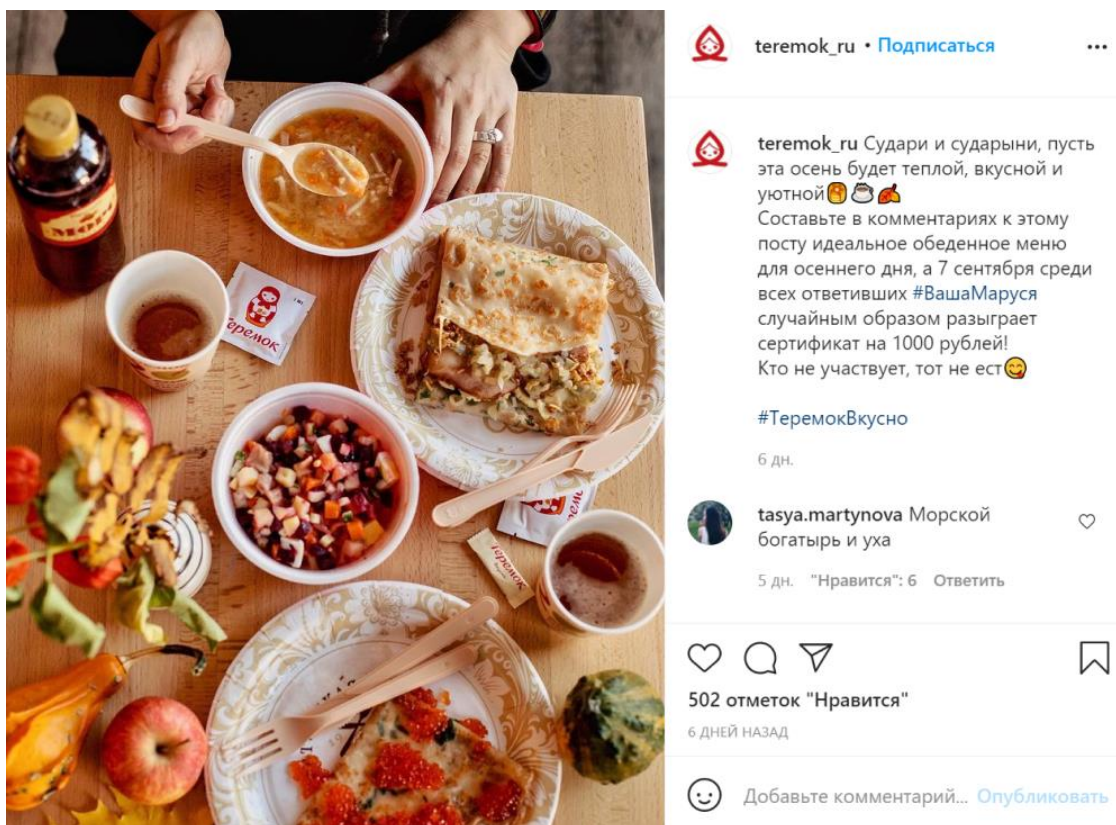 МОРС
Теремок
Теремок
teremok_ru • Подписаться
teremok_ru Судари и сударыни, пусть
эта осень будет теплой, вкусной и
уютной
Составьте в комментариях к этому
посту идеальное обеденное меню
для осеннего дня, а 7 сентября среди
всех ответивших #ВашаМаруся
случайным образом разыграет
сертификат на 1000 рублей!
Кто не участвует, тот не ест😋
#ТеремокВкусно
6 дн.
tasya.martynova Морской
богатырь и уха
5 дн. "Нравится": 6 Ответить
502 отметок "Нравится"
6 ДНЕЙ НАЗАД
Добавьте комментарий... Опубликовать